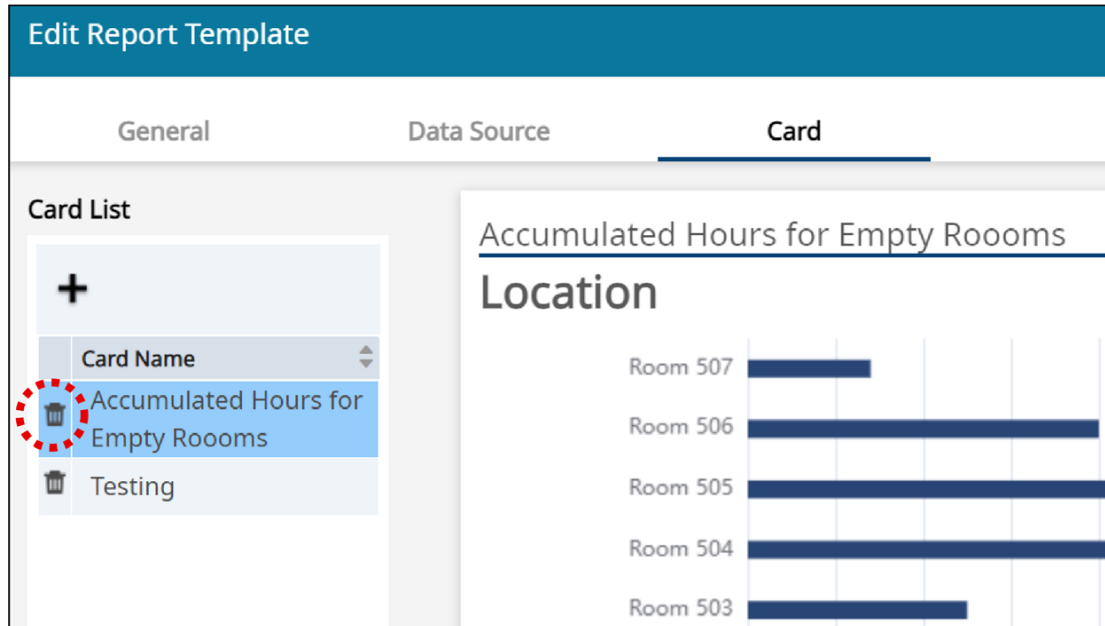 Edit Report Template
General
Data Source
Card
Card List
Card Name
Accumulated Hours for
Empty Roooms
Testing
Accumulated Hours for Empty Roooms
Location
Room 507
Room 506
Room 505
Room 504
Room 503